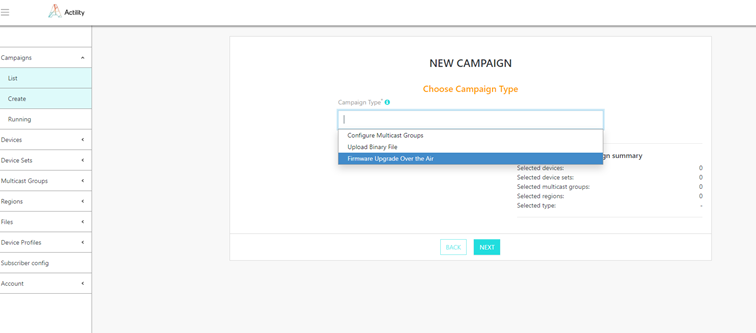 Actility
Campaigns
List
Create
Running
Devices
Device Sets
Multicast Groups
Regions
Files
Device Profiles
Subscriber config
Account
NEW CAMPAIGN
Choose Campaign Type
Campaign Type*
Configure Multicast Groups
Upload Binary File
Firmware Upgrade Over the Air
gn summary
Selected devices: 0
Selected device sets: 0
Selected multicast groups: 0
Selected regions: 0
Selected type: -
BACK NEXT